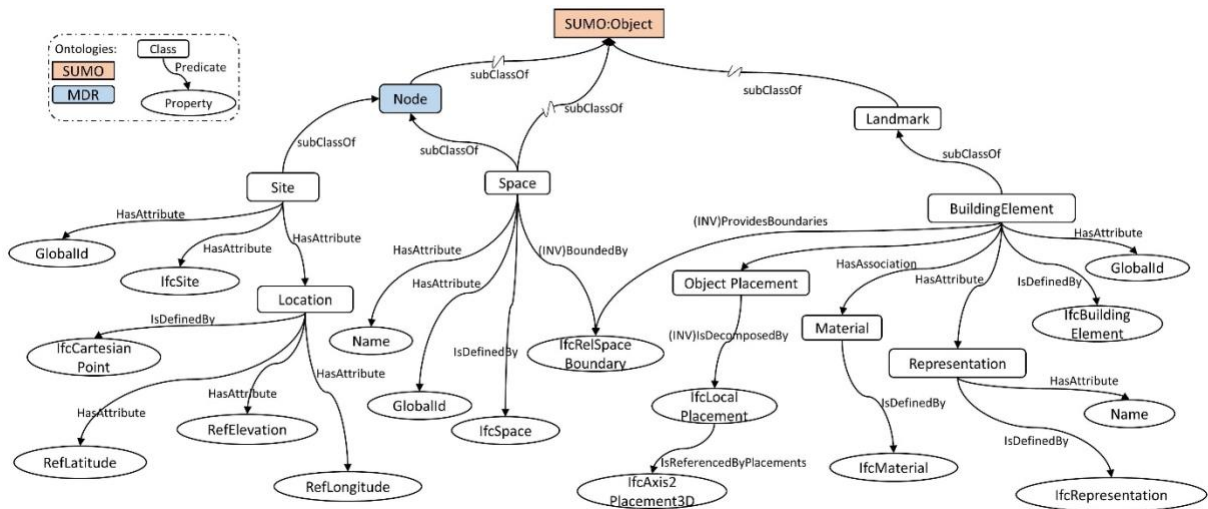 SUMO:Object
Ontologies:
SUMO
MDR
Class
Predicate
Property
subClassOf
subClassOf
subClassOf
Node
Landmark
subClassOf
subClassOf
subClassOf
Site
Space
BuildingElement
HasAttribute
HasAttribute
HasAttribute
GlobalId
IfcSite
Location
HasAttribute
(INV)BoundedBy
(INV)ProvidesBoundaries
HasAssociation
HasAttribute
IsDefinedBy
HasAttribute
GlobalId
Object Placement
Material
IfcBuilding
Element
Representation
IsDefinedBy
IfcCartesian
Point
HasAttribute
HasAttribute
HasAttribute
RefLatitude
RefElevation
RefLongitude
Name
HasAttribute
GlobalId
IsDefinedBy
IfcSpace
IfcRelSpace
Boundary
(INV)IsDecomposedBy
IfcLocal
Placement
IsReferencedByPlacements
IfcAxis2
Placement3D
IsDefinedBy
IfcMaterial
HasAttribute
Name
IsDefinedBy
IfcRepresentation